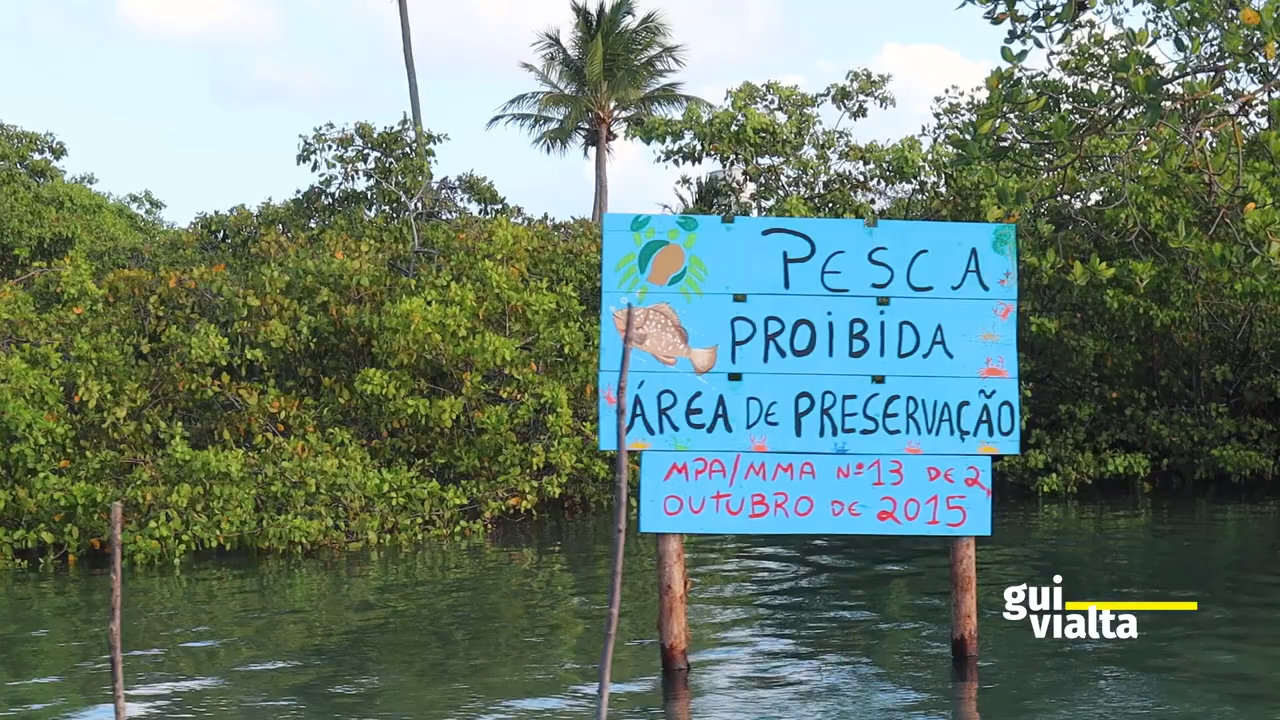 PESCA
PROIBIDA
ÁREA DE PRESERVAÇÃO
MPA/MMA Nº13 DE 2,
OUTUBRO DE 2015
gui
vialta